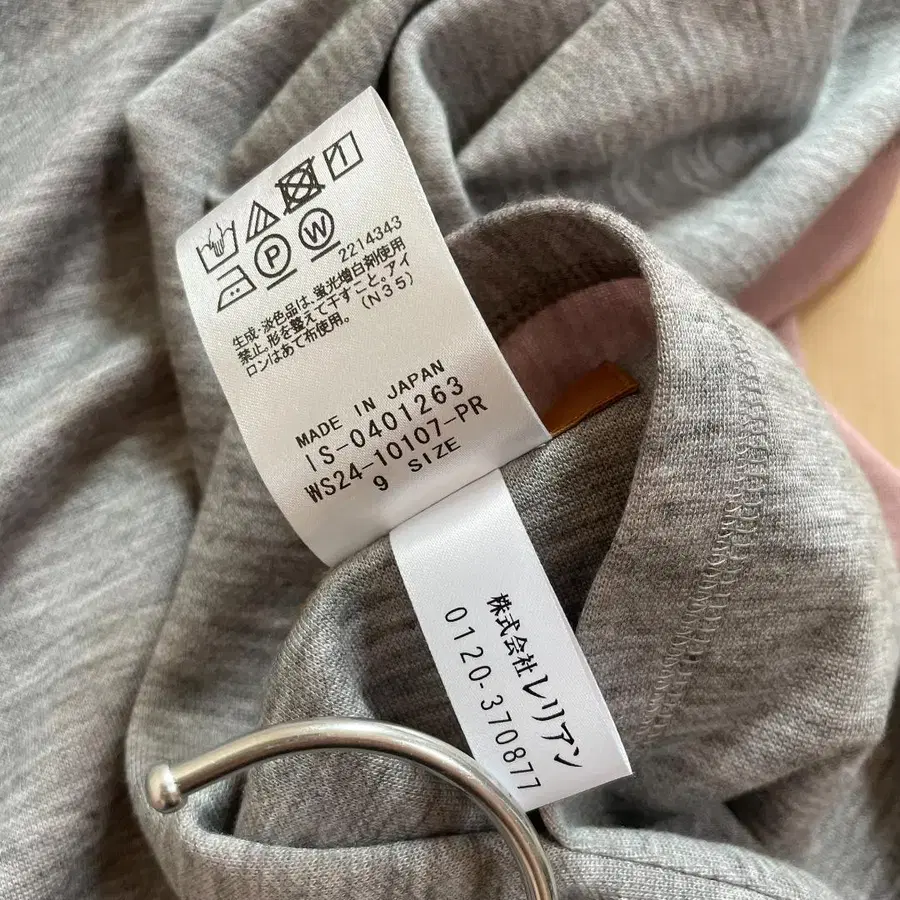 P W
2214343
生成・淡色品は、蛍光増白剤使用
禁止。形を整えて干すこと。アイ
ロンはあて布使用。 (N35)
MADE IN JAPAN
IS-0401263
WS24-10107-PR
9 SIZE
株式会社レリアン
0120-370877